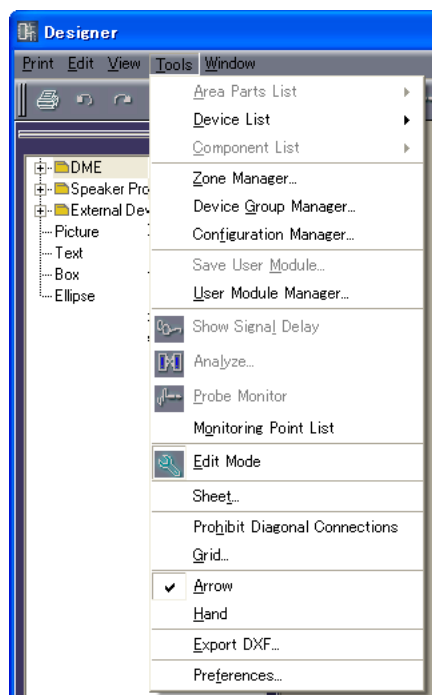 Designer
Print Edit View Tools Window
Area Parts List
Device List
Component List
Zone Manager...
Device Group Manager...
Configuration Manager...
Save User Module...
User Module Manager...
Show Signal Delay
Analyze...
Probe Monitor
Monitoring Point List
Edit Mode
Sheet...
Prohibit Diagonal Connections
Grid...
Arrow
Hand
Export DXF...
Preferences...
DME
Speaker Pro
External Dev
Picture
Text
Box
Ellipse